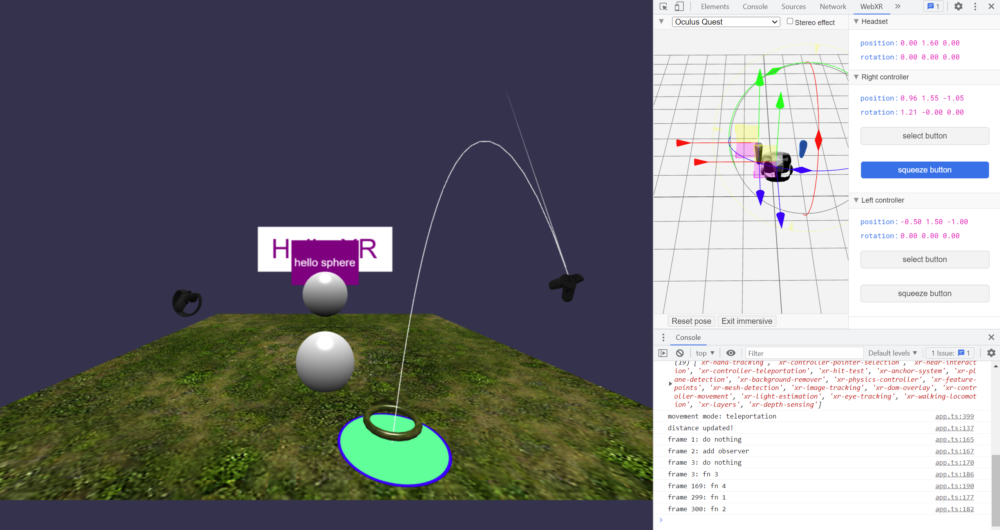 H R
hello sphere
Elements Console Sources Network WebXR 1
Oculus Quest Stereo effect
Headset
position: 0.00 1.60 0.00
rotation: 0.00 0.00 0.00
Right controller
position: 0.96 1.55 -1.05
rotation: 1.21 -0.00 0.00
select button
squeeze button
Left controller
position: -0.50 1.50 -1.00
rotation: 0.00 0.00 0.00
select button
squeeze button
Reset pose Exit immersive
Console
top Filter Default levels 1 Issue: 1
(19) ['xr-hand-tracking', 'xr-controller-pointer-selection', 'xr-near-interact
ion', 'xr-controller-teleportation', 'xr-hit-test', 'xr-anchor-system', 'xr-pl
ane-detection', 'xr-background-remover', 'xr-physics-controller', 'xr-feature-
points', 'xr-mesh-detection', 'xr-image-tracking', 'xr-dom-overlay', 'xr-contr
oller-movement', 'xr-light-estimation', 'xr-eye-tracking', 'xr-walking-locomot
ion', 'xr-layers', 'xr-depth-sensing']
movement mode: teleportation app.ts:399
distance updated! app.ts:137
frame 1: do nothing app.ts:165
frame 2: add observer app.ts:167
frame 3: do nothing app.ts:170
frame 3: fn 3 app.ts:186
frame 169: fn 4 app.ts:190
frame 299: fn 1 app.ts:177
frame 300: fn 2 app.ts:182